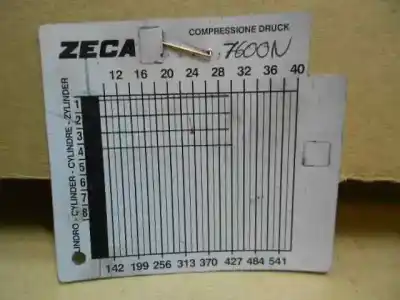 COMPRESSIONE DRUCK
ZECA
7600N
12 16 20 24 28 32 36 40
LINDRO - CYLINDER - CYLINDRE - ZYLINDER
1
2
3
4
5
6
7
8
142 199 256 313 370 427 484 541